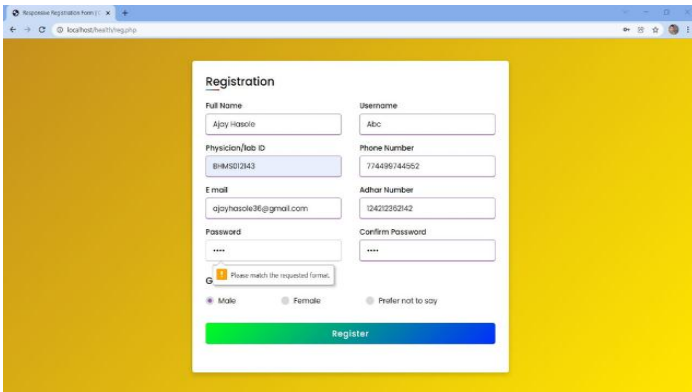 Responsive Registration Form |
localhost/health/reg.php
Registration
Full Name Username
Ajay Hasole Abc
Physician/lab ID Phone Number
BHMS012143 774499744552
E mail Adhar Number
ajayhasole36@gmail.com 124212362142
Password Confirm Password
•••• ••••
! Please match the requested format.
G
Male Female Prefer not to say
Register